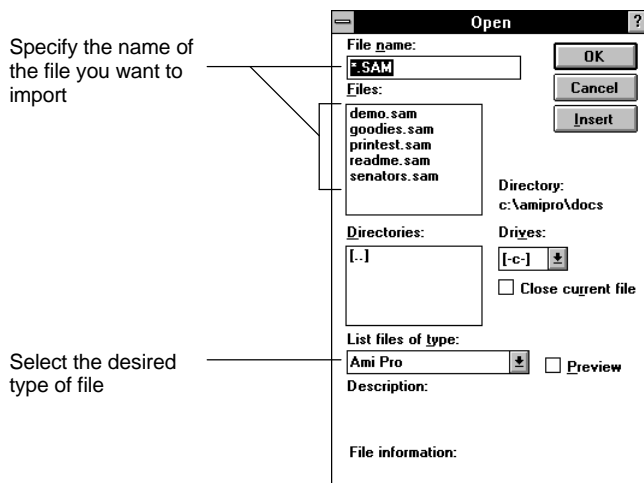 Open
?
Specify the name of
the file you want to
import
File name:
*.SAM
OK
Cancel
Insert
Files:
demo.sam
goodies.sam
printest.sam
readme.sam
senators.sam
Directory:
c:\amipro\docs
Directories:
[..]
Drives:
[-c-]
Close current file
Select the desired
type of file
List files of type:
Ami Pro
Preview
Description:
File information: